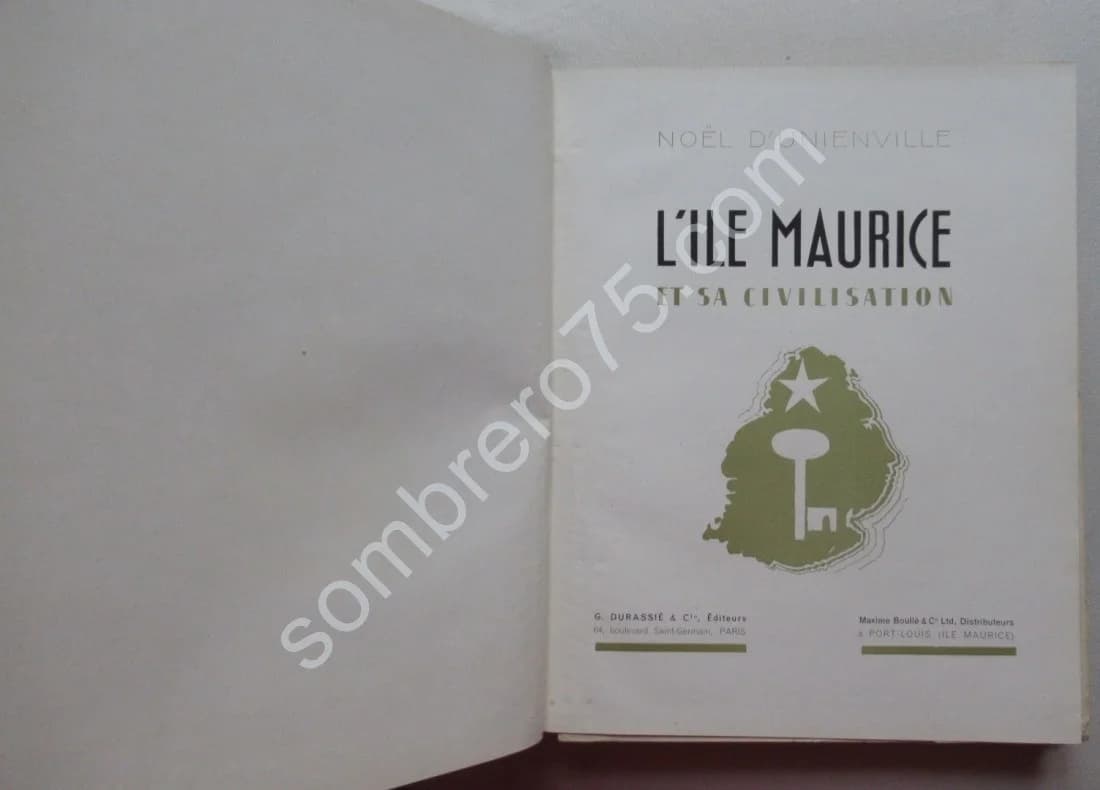 NOËL D'UNIENVILLE
L'ILE MAURICE
ET SA CIVILISATION
G. DURASSIÉ & Cie, Éditeurs
64, boulevard Saint-Germain, PARIS
Maxime Boullé & Co Ltd, Distributeurs
à PORT-LOUIS (ILE MAURICE)
sombrero75.com